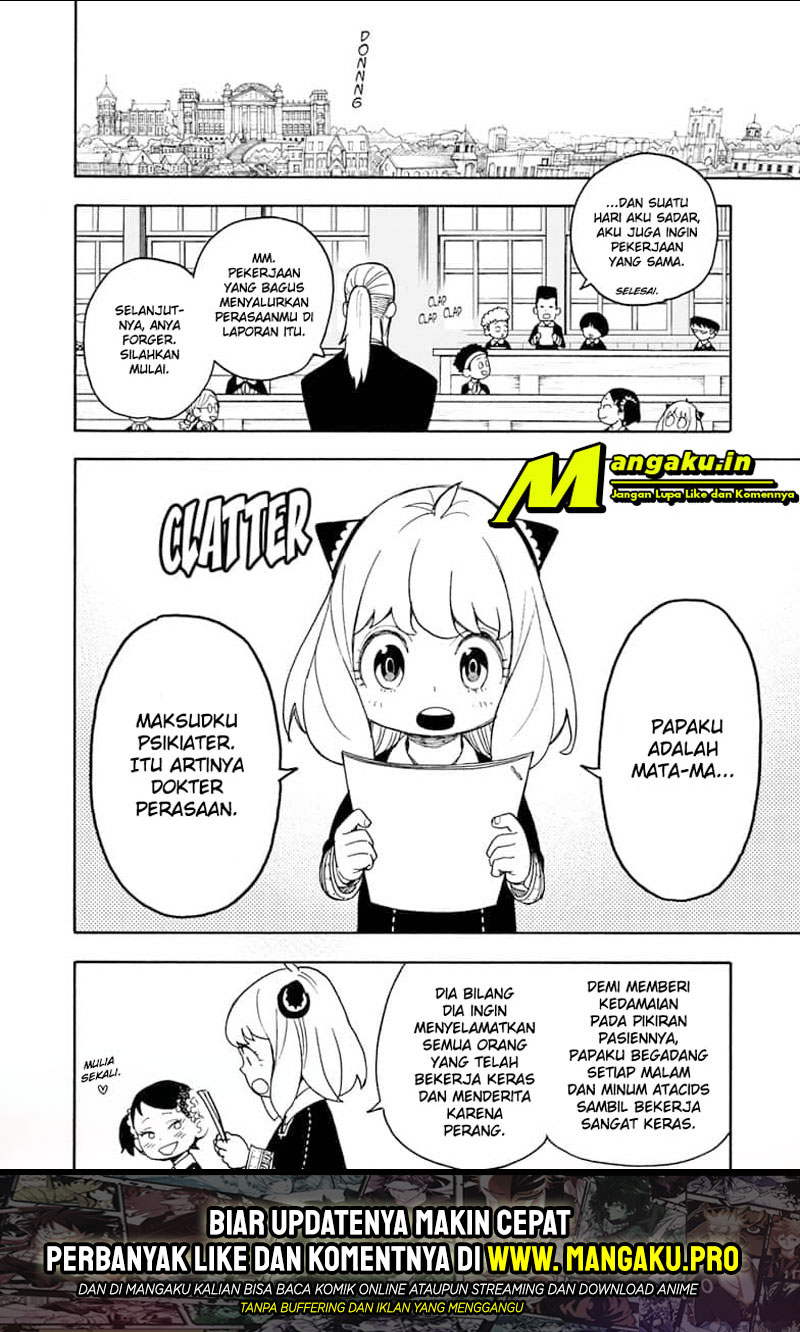 DONNNG
...DAN SUATU
HARI AKU SADAR,
AKU JUGA INGIN
PEKERJAAN
YANG SAMA.
SELESAI.
CLAP
CLAP CLAP
MM.
PEKERJAAN
YANG BAGUS
MENYALURKAN
PERASAANMU DI
LAPORAN ITU.
SELANJUT-
NYA, ANYA
FORGER.
SILAHKAN
MULAI.
Mangaku.in
Jangan Lupa Like dan Komennya
CLATTER
PAPAKU
ADALAH
MATA-MA...
MAKSUDKU
PSIKIATER.
ITU ARTINYA
DOKTER
PERASAAN.
DEMI MEMBERI
KEDAMAIAN
PADA PIKIRAN
PASIENNYA,
PAPAKU BEGADANG
SETIAP MALAM
DAN MINUM ATACIDS
SAMBIL BEKERJA
SANGAT KERAS.
DIA BILANG
DIA INGIN
MENYELAMATKAN
SEMUA ORANG
YANG TELAH
BEKERJA KERAS
DAN MENDERITA
KARENA
PERANG.
MULIA
SEKALI.
BIAR UPDATENYA MAKIN CEPAT
PERBANYAK LIKE DAN KOMENTNYA DI WWW. MANGAKU.PRO
DAN DI MANGAKU KALIAN BISA BACA KOMIK ONLINE ATAUPUN STREAMING DAN DOWNLOAD ANIME
TANPA BUFFERING DAN IKLAN YANG MENGGANGU